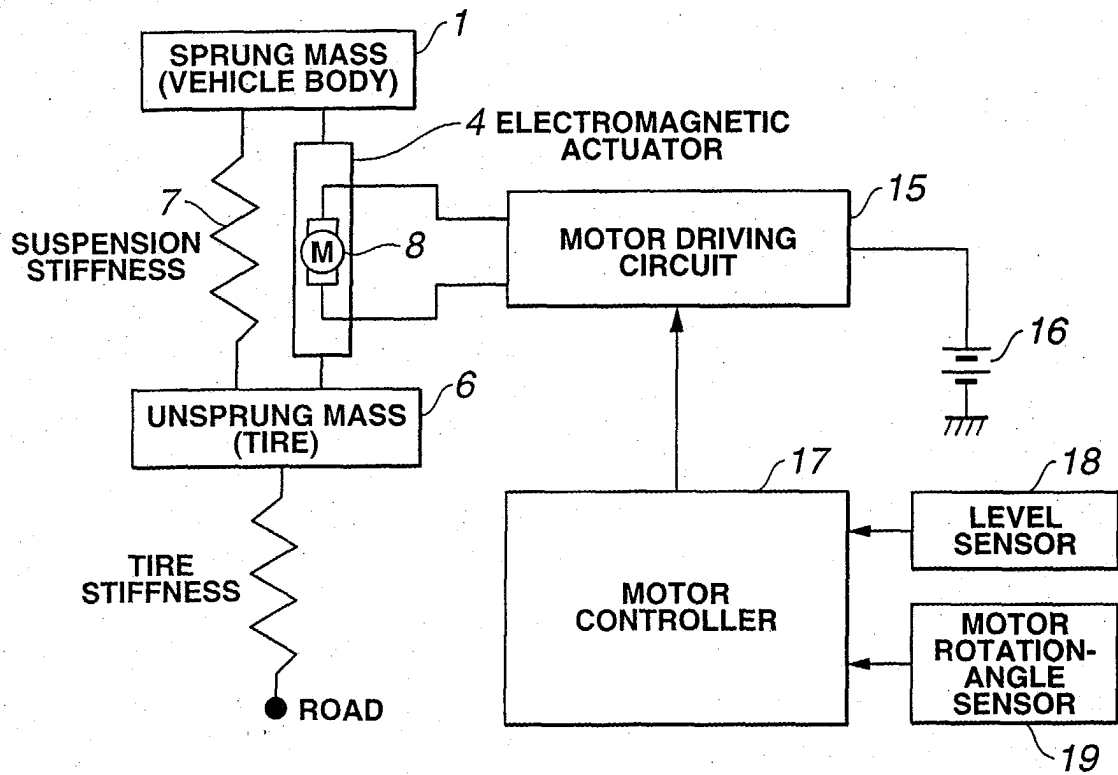 1
SPRUNG MASS
(VEHICLE BODY)
4 ELECTROMAGNETIC
ACTUATOR
7
SUSPENSION
STIFFNESS
M
8
15
MOTOR DRIVING
CIRCUIT
16
6
UNSPRUNG MASS
(TIRE)
17
MOTOR
CONTROLLER
18
LEVEL
SENSOR
MOTOR
ROTATION-
ANGLE
SENSOR
19
TIRE
STIFFNESS
ROAD